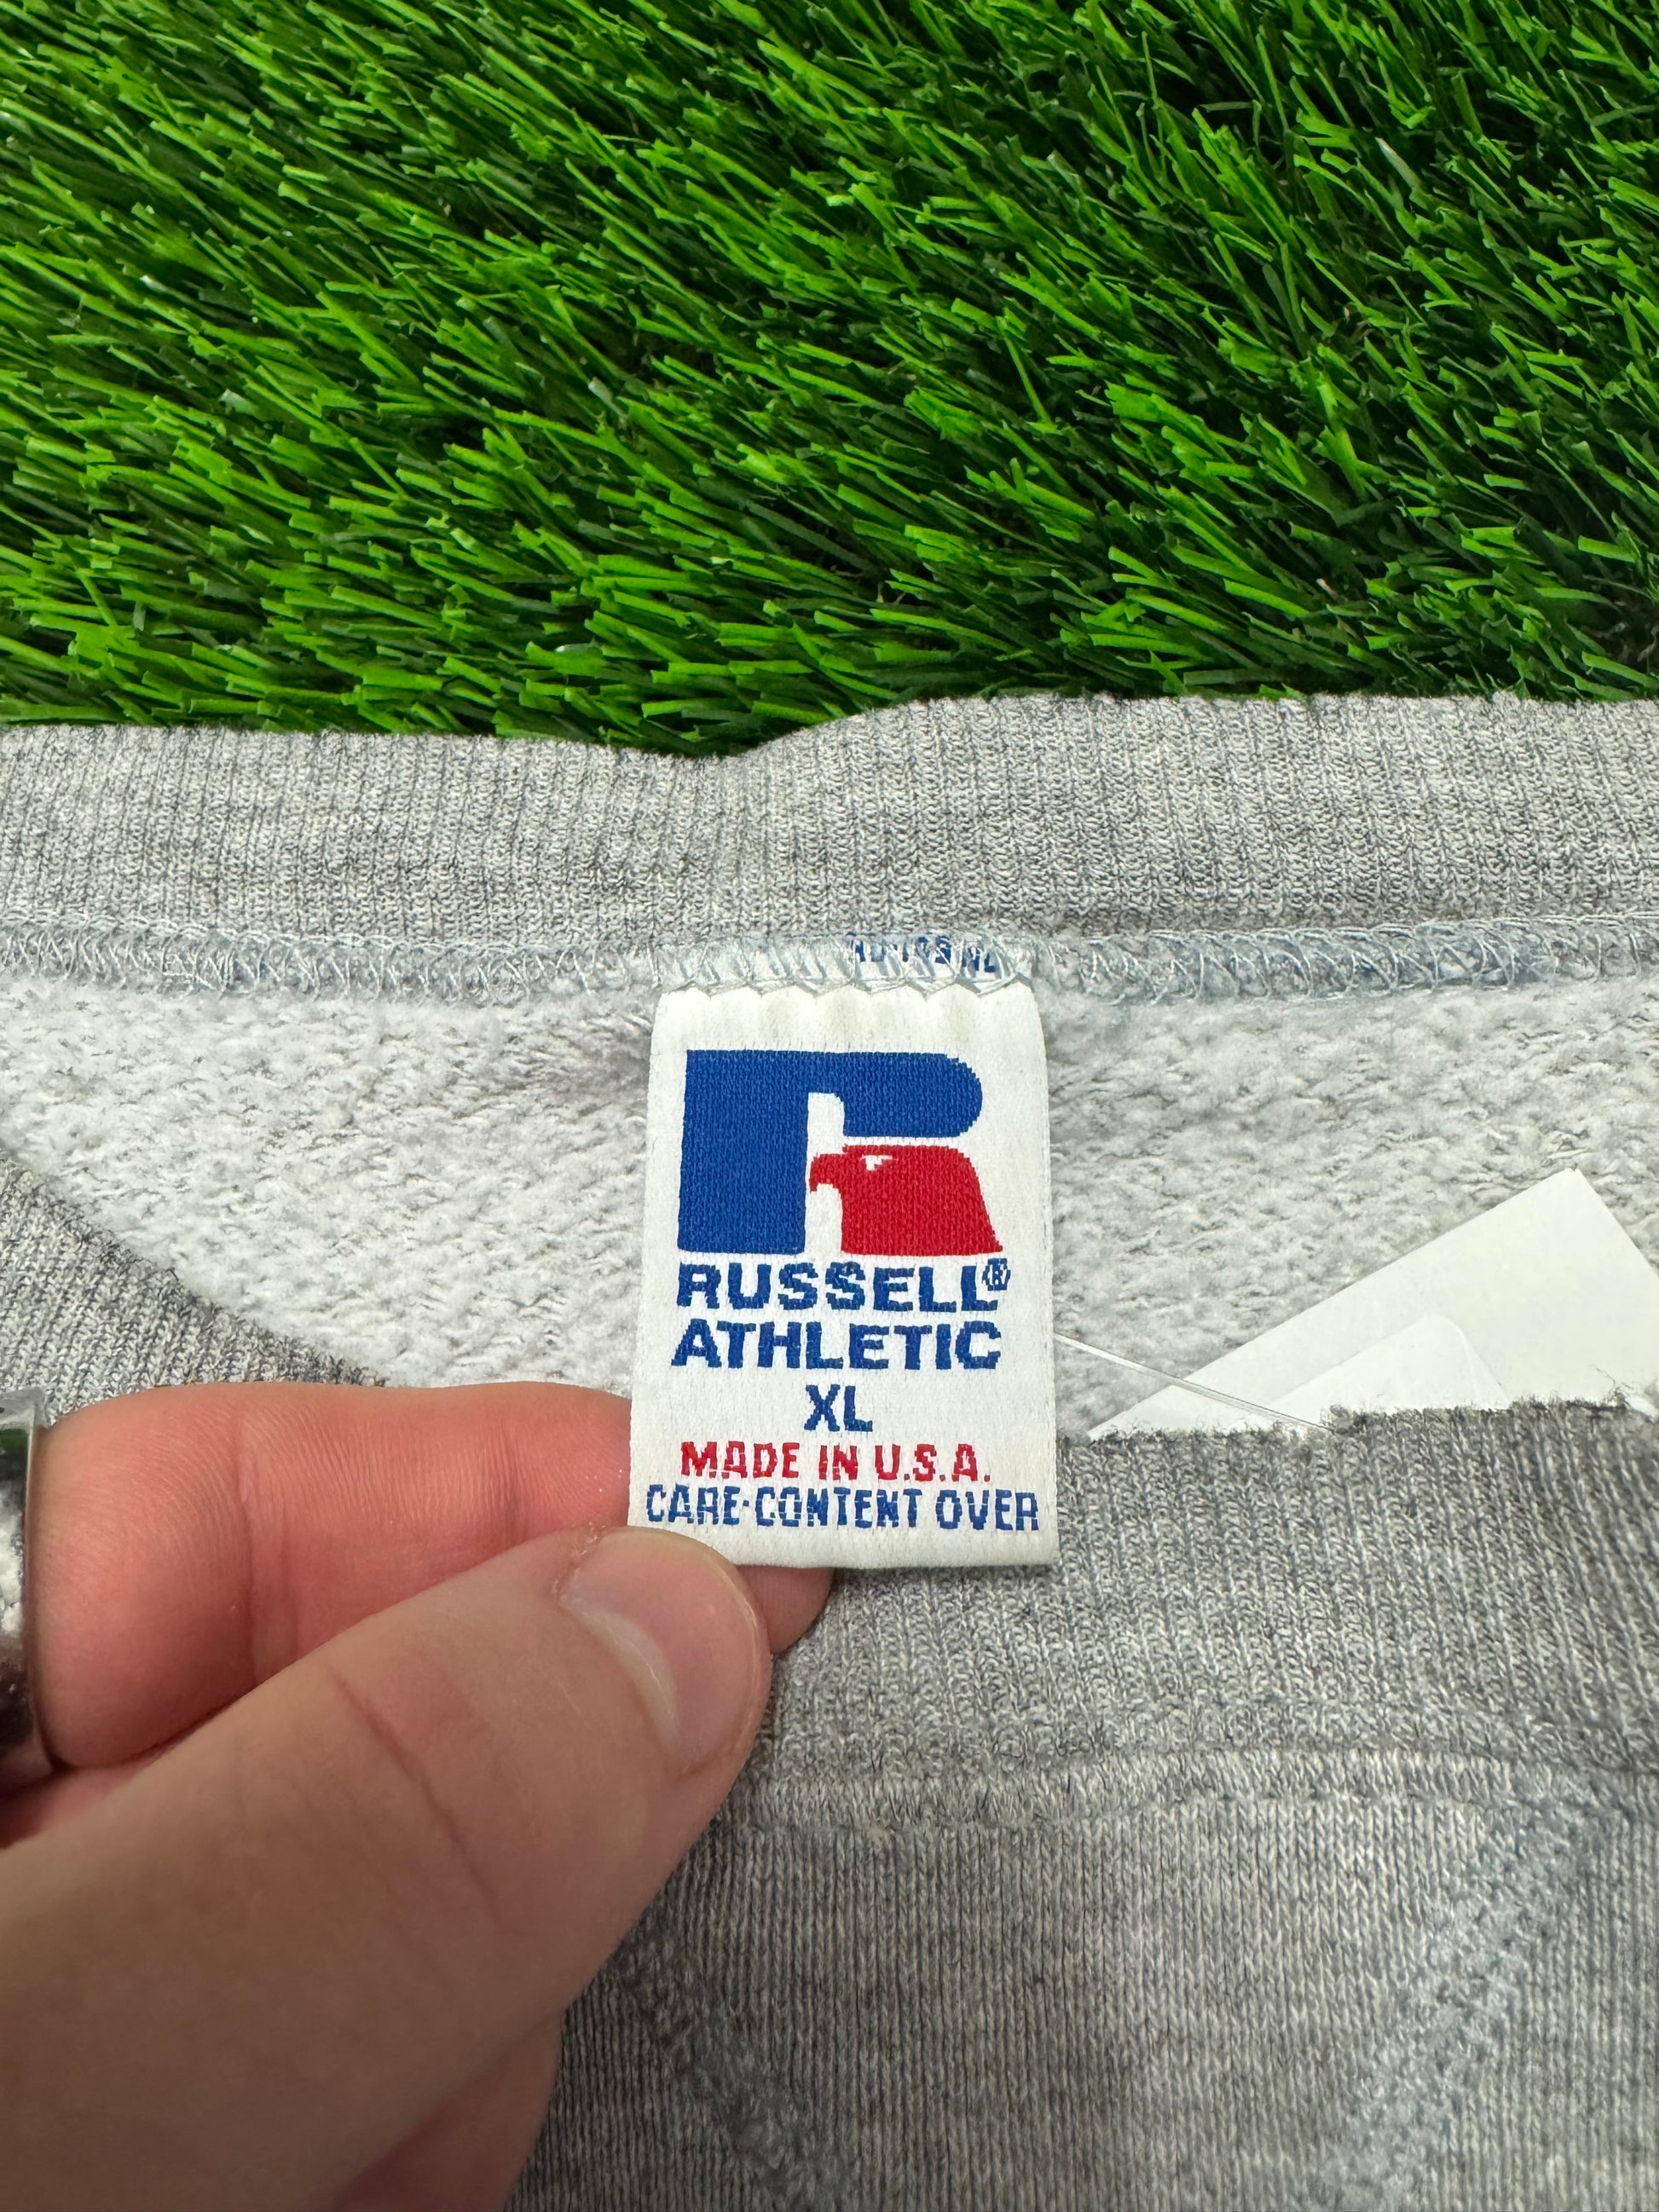 RUSSELL®
ATHLETIC
XL
MADE IN U.S.A.
CARE·CONTENT OVER